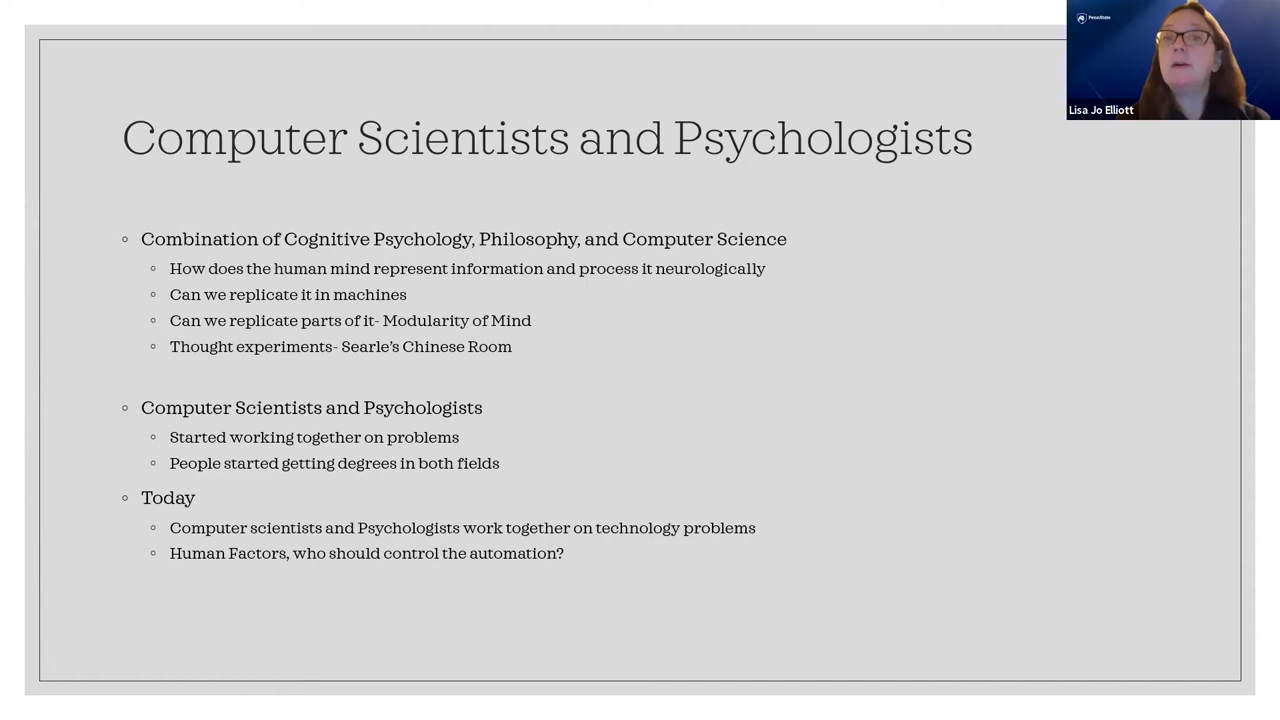 PennState
Lisa Jo Elliott
Computer Scientists and Psychologists
Combination of Cognitive Psychology, Philosophy, and Computer Science
How does the human mind represent information and process it neurologically
Can we replicate it in machines
Can we replicate parts of it- Modularity of Mind
Thought experiments- Searle’s Chinese Room
Computer Scientists and Psychologists
Started working together on problems
People started getting degrees in both fields
Today
Computer scientists and Psychologists work together on technology problems
Human Factors, who should control the automation?